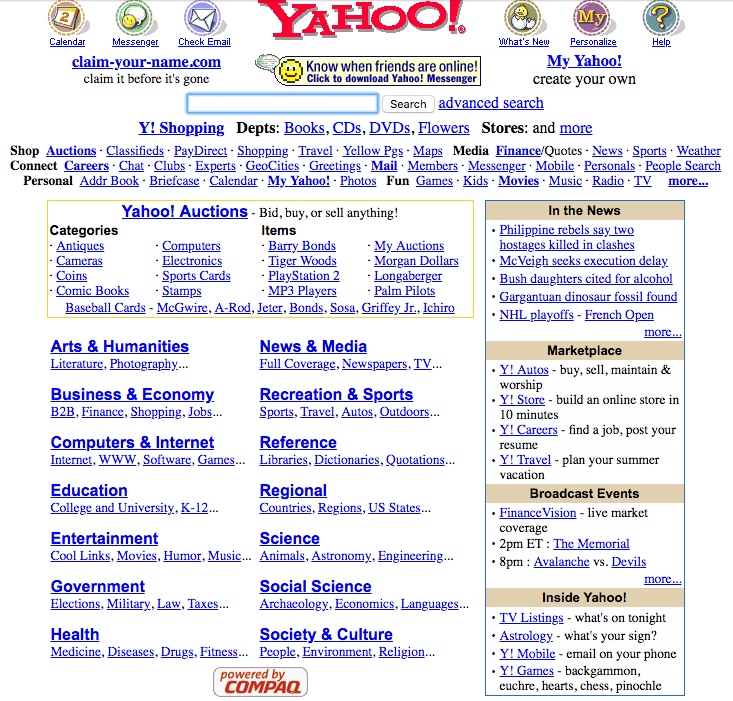 YAHOO!
Calendar Messenger Check Email What's New Personalize Help
claim-your-name.com
claim it before it's gone
Know when friends are online!
Click to download Yahoo! Messenger
My Yahoo!
create your own
Search advanced search
Y! Shopping Depts: Books, CDs, DVDs, Flowers Stores: and more
Shop Auctions · Classifieds · PayDirect · Shopping · Travel · Yellow Pgs · Maps Media Finance/Quotes · News · Sports · Weather
Connect Careers · Chat · Clubs · Experts · GeoCities · Greetings · Mail · Members · Messenger · Mobile · Personals · People Search
Personal Addr Book · Briefcase · Calendar · My Yahoo! · Photos Fun Games · Kids · Movies · Music · Radio · TV more...
Yahoo! Auctions - Bid, buy, or sell anything!
Categories Items
· Antiques · Computers · Barry Bonds · My Auctions
· Cameras · Electronics · Tiger Woods · Morgan Dollars
· Coins · Sports Cards · PlayStation 2 · Longaberger
· Comic Books · Stamps · MP3 Players · Palm Pilots
Baseball Cards - McGwire, A-Rod, Jeter, Bonds, Sosa, Griffey Jr., Ichiro
Arts & Humanities
Literature, Photography...
News & Media
Full Coverage, Newspapers, TV...
Business & Economy
B2B, Finance, Shopping, Jobs...
Recreation & Sports
Sports, Travel, Autos, Outdoors...
Computers & Internet
Internet, WWW, Software, Games...
Reference
Libraries, Dictionaries, Quotations...
Education
College and University, K-12...
Regional
Countries, Regions, US States...
Entertainment
Cool Links, Movies, Humor, Music...
Science
Animals, Astronomy, Engineering...
Government
Elections, Military, Law, Taxes...
Social Science
Archaeology, Economics, Languages...
Health
Medicine, Diseases, Drugs, Fitness...
Society & Culture
People, Environment, Religion...
powered by
COMPAQ
In the News
· Philippine rebels say two
hostages killed in clashes
· McVeigh seeks execution delay
· Bush daughters cited for alcohol
· Gargantuan dinosaur fossil found
· NHL playoffs - French Open
more...
Marketplace
· Y! Autos - buy, sell, maintain &
worship
· Y! Store - build an online store in
10 minutes
· Y! Careers - find a job, post your
resume
· Y! Travel - plan your summer
vacation
Broadcast Events
· FinanceVision - live market
coverage
· 2pm ET : The Memorial
· 8pm : Avalanche vs. Devils
more...
Inside Yahoo!
· TV Listings - what's on tonight
· Astrology - what's your sign?
· Y! Mobile - email on your phone
· Y! Games - backgammon,
euchre, hearts, chess, pinochle